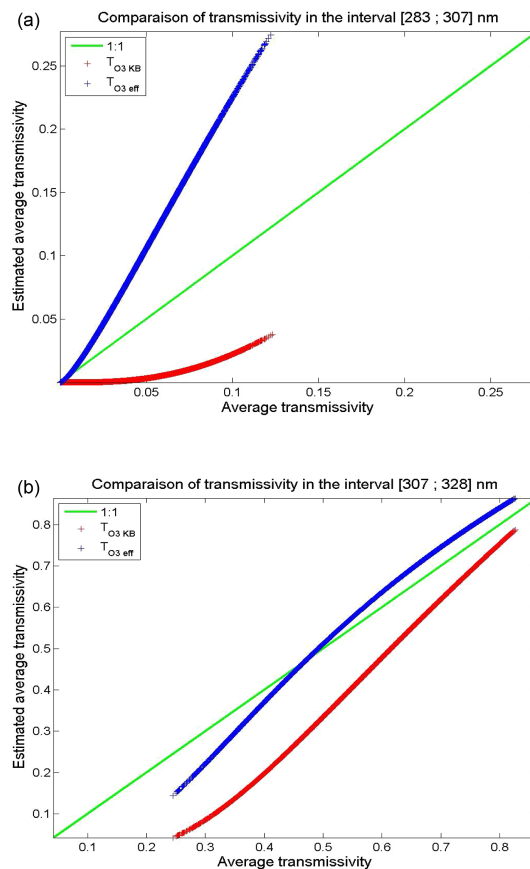 (a)
Comparaison of transmissivity in the interval [283 ; 307] nm
1:1
T O3 KB
T O3 eff
Estimated average transmissivity
0.25
0.2
0.15
0.1
0.05
0.05 0.1 0.15 0.2 0.25
Average transmissivity
(b)
Comparaison of transmissivity in the interval [307 ; 328] nm
1:1
T O3 KB
T O3 eff
Estimated average transmissivity
0.8
0.7
0.6
0.5
0.4
0.3
0.2
0.1
0.1 0.2 0.3 0.4 0.5 0.6 0.7 0.8
Average transmissivity